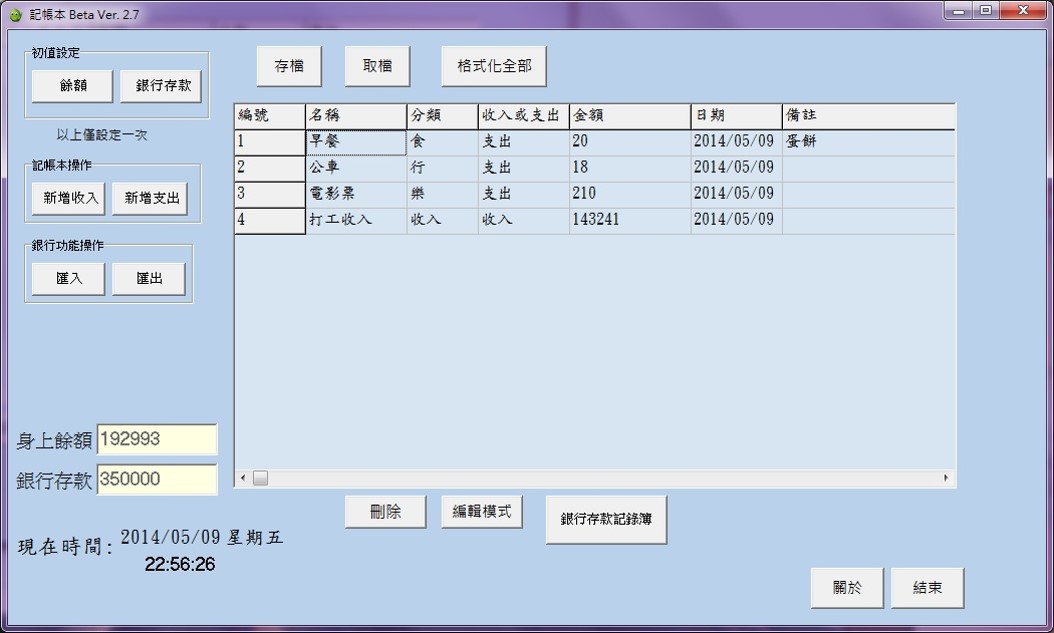 記帳本 Beta Ver. 2.7
初值設定
餘額 銀行存款
以上僅設定一次
記帳本操作
新增收入 新增支出
銀行功能操作
匯入 匯出
存檔 取檔 格式化全部
編號 名稱 分類 收入或支出 金額 日期 備註
1 早餐 食 支出 20 2014/05/09 蛋餅
2 公車 行 支出 18 2014/05/09
3 電影票 樂 支出 210 2014/05/09
4 打工收入 收入 收入 143241 2014/05/09
身上餘額 192993
銀行存款 350000
刪除 編輯模式 銀行存款記錄簿
現在時間: 2014/05/09 星期五
22:56:26
關於 結束